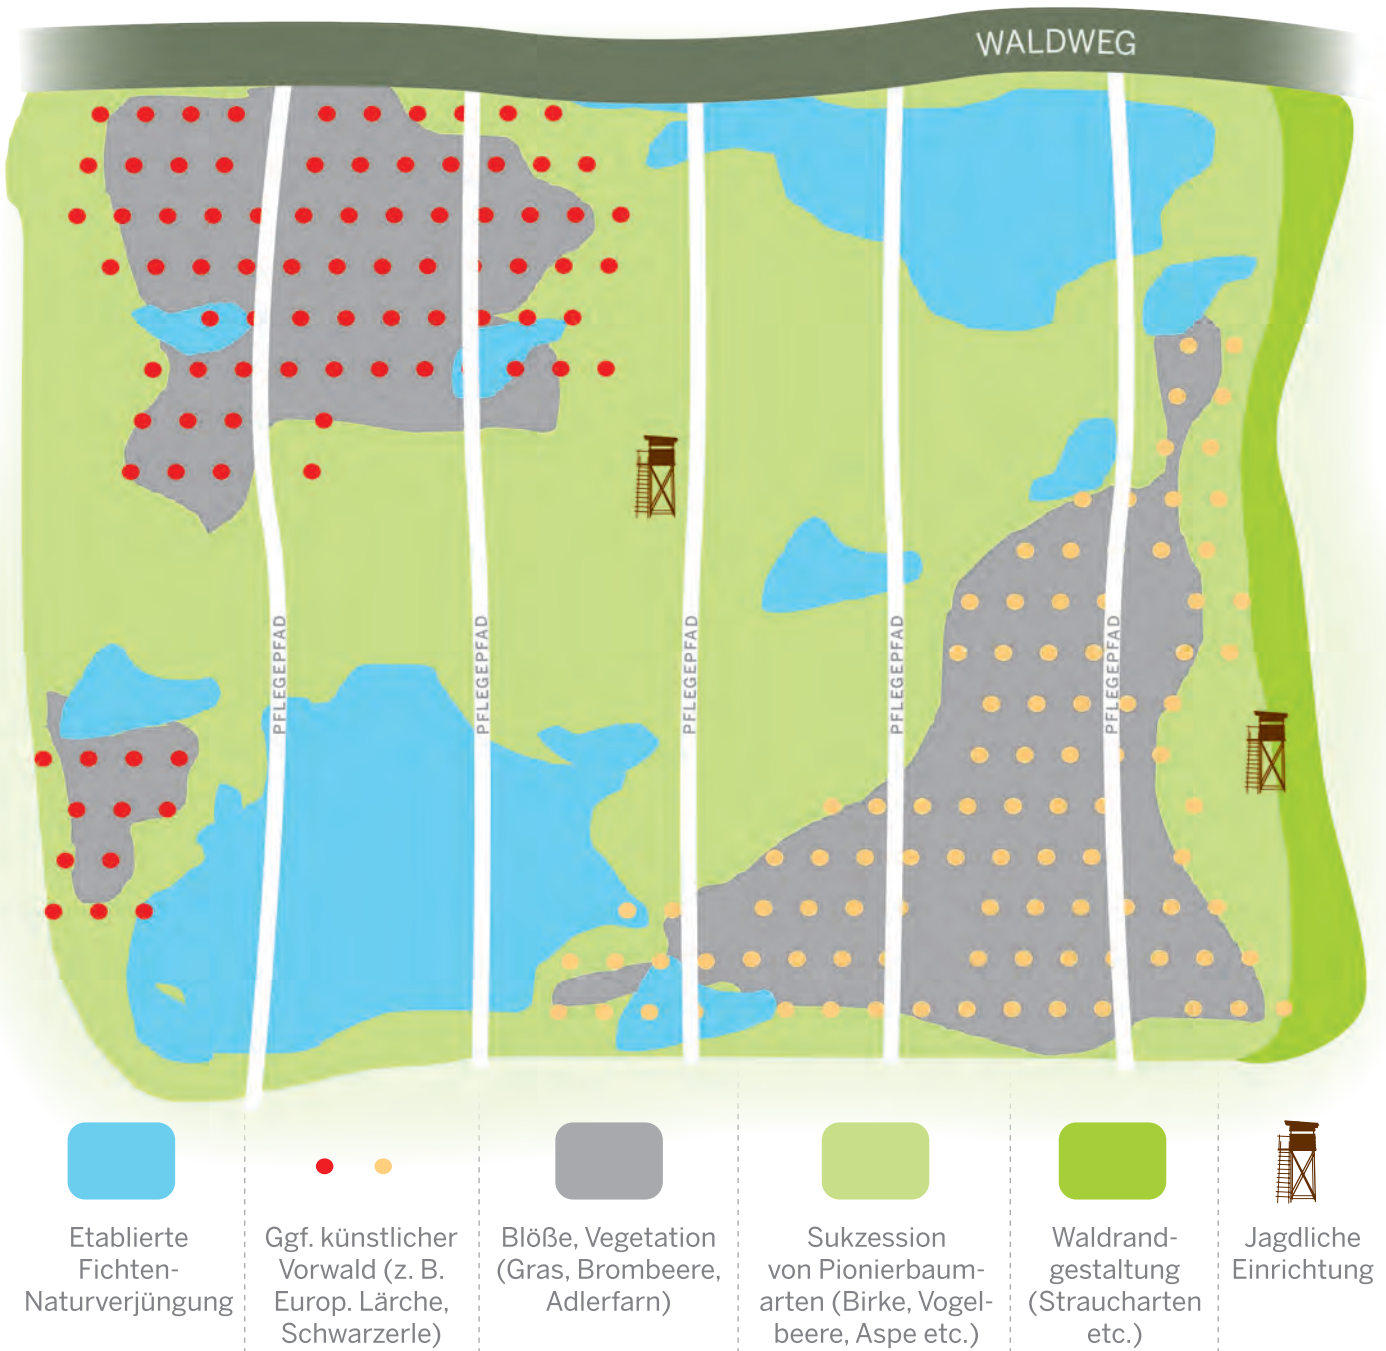 WALDWEG
PFLEGEPFAD
PFLEGEPFAD
PFLEGEPFAD
PFLEGEPFAD
PFLEGEPFAD
Etablierte
Fichten-
Naturverjüngung
Ggf. künstlicher
Vorwald (z. B.
Europ. Lärche,
Schwarzerle)
Blöße, Vegetation
(Gras, Brombeere,
Adlerfarn)
Sukzession
von Pionierbaum-
arten (Birke, Vogel-
beere, Aspe etc.)
Waldrand-
gestaltung
(Straucharten
etc.)
Jagdliche
Einrichtung